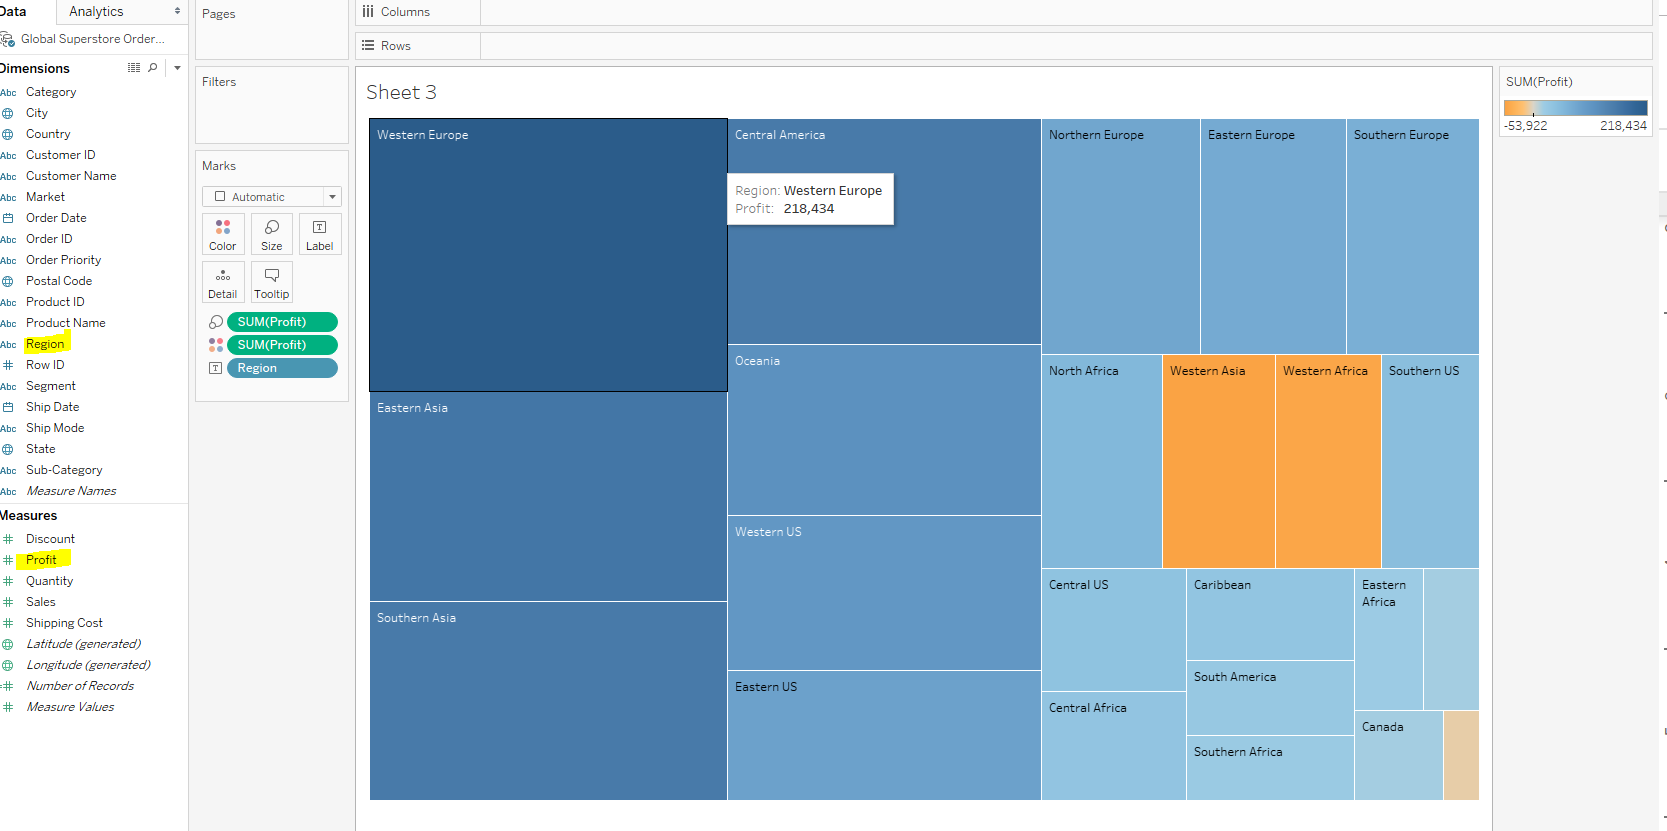 Data
Analytics
Global Superstore Order...
Dimensions
Abc Category
City
Country
Abc Customer ID
Abc Customer Name
Abc Market
Order Date
Abc Order ID
Abc Order Priority
Postal Code
Abc Product ID
Abc Product Name
Abc Region
# Row ID
Abc Segment
Ship Date
Abc Ship Mode
State
Abc Sub-Category
Abc Measure Names
Measures
# Discount
# Profit
# Quantity
# Sales
# Shipping Cost
Latitude (generated)
Longitude (generated)
=# Number of Records
# Measure Values
Pages
Filters
Marks
Automatic
Color
Size
T
Label
Detail
Tooltip
SUM(Profit)
SUM(Profit)
T Region
Columns
Rows
Sheet 3
Western Europe
Central America
Northern Europe
Eastern Europe
Southern Europe
Region: Western Europe
Profit: 218,434
Oceania
North Africa
Western Asia
Western Africa
Southern US
Eastern Asia
Western US
Central US
Caribbean
Eastern
Africa
Southern Asia
Eastern US
South America
Central Africa
Canada
Southern Africa
SUM(Profit)
-53,922
218,434